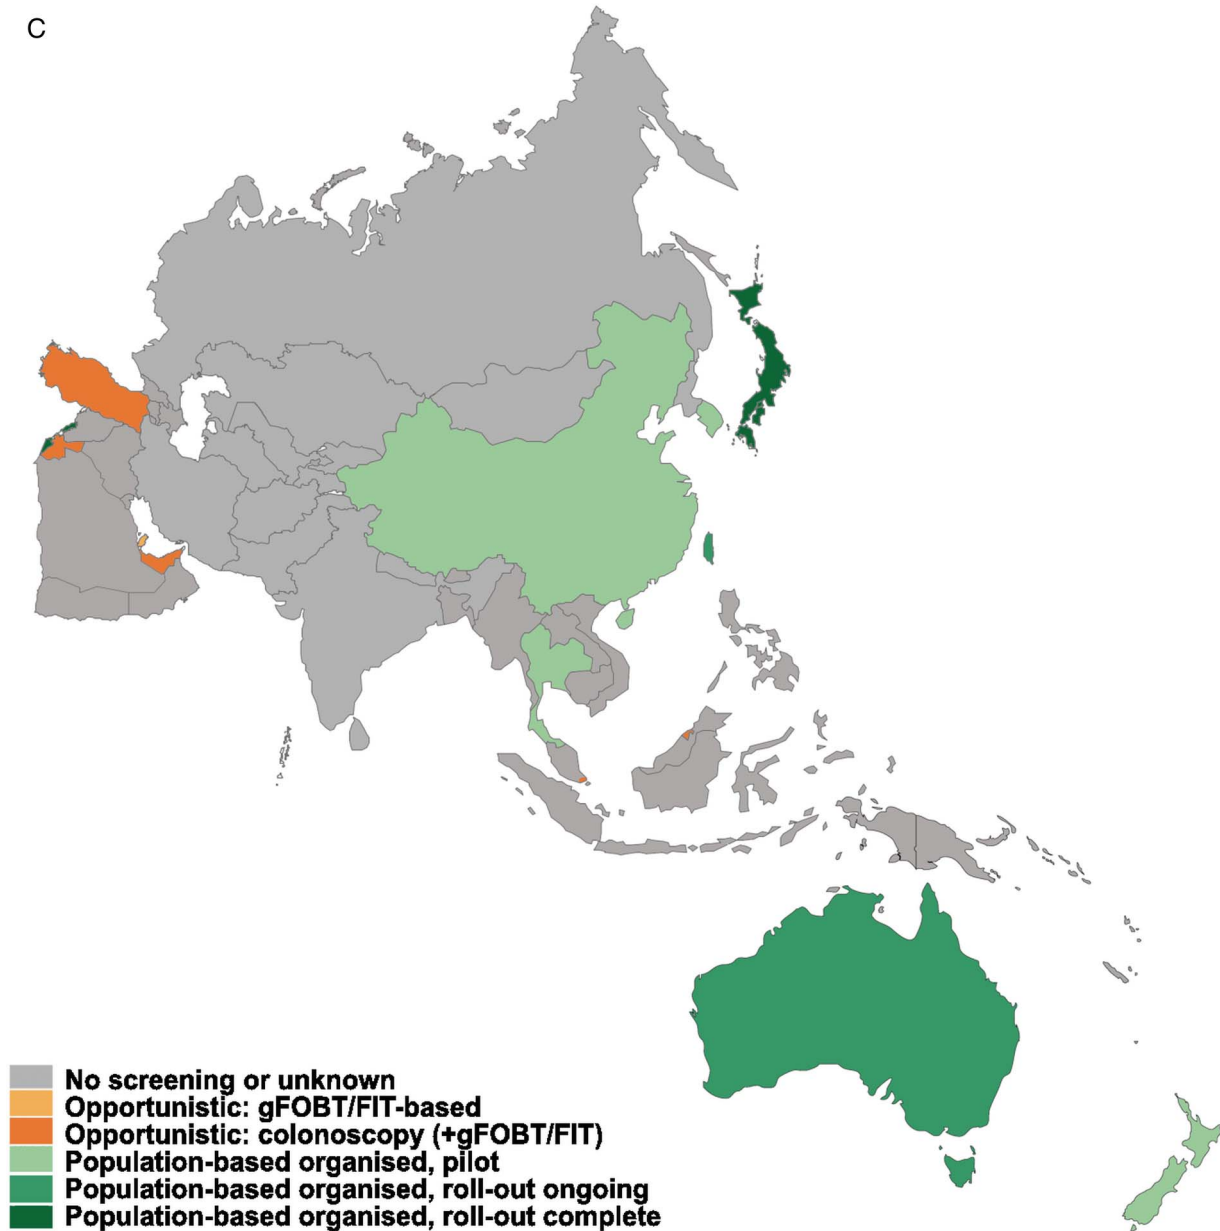 C
No screening or unknown
Opportunistic: gFOBT/FIT-based
Opportunistic: colonoscopy (+gFOBT/FIT)
Population-based organised, pilot
Population-based organised, roll-out ongoing
Population-based organised, roll-out complete